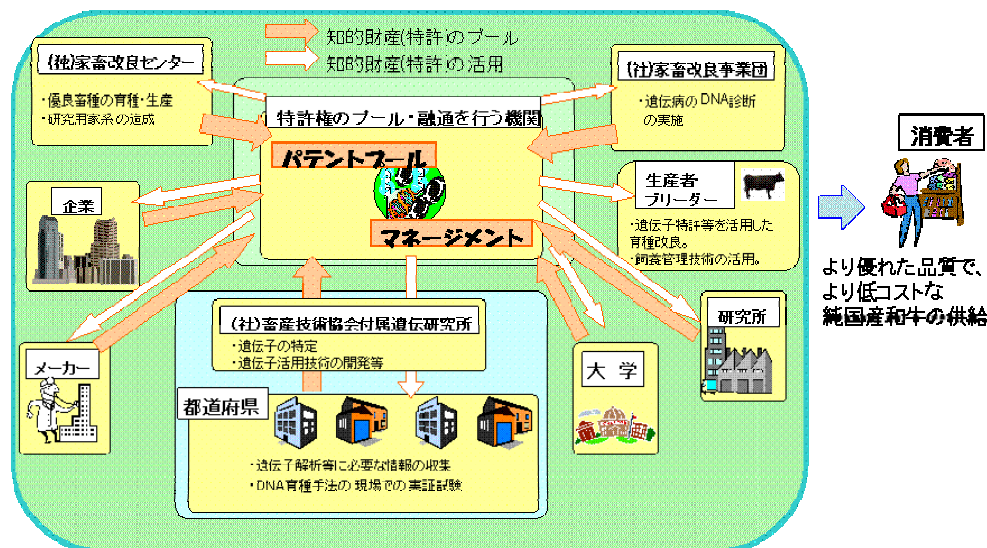 知的財産(特許)のプール
知的財産(特許)の活用
(独)家畜改良センター
・優良畜種の育種・生産
・研究用家系の造成
(社)家畜改良事業団
・遺伝病のDNA診断
の実施
特許権のプール・融通を行う機関
パテントプール
マネージメント
企業
生産者・
ブリーダー
・遺伝子特許等を活用した
育種改良。
・飼養管理技術の活用。
消費者
より優れた品質で、
より低コストな
純国産和牛の供給
(社)畜産技術協会付属遺伝研究所
・遺伝子の特定
・遺伝子活用技術の開発等
メーカー
都道府県
・遺伝子解析等に必要な情報の収集
・DNA育種手法の現場での実証試験
大学
研究所